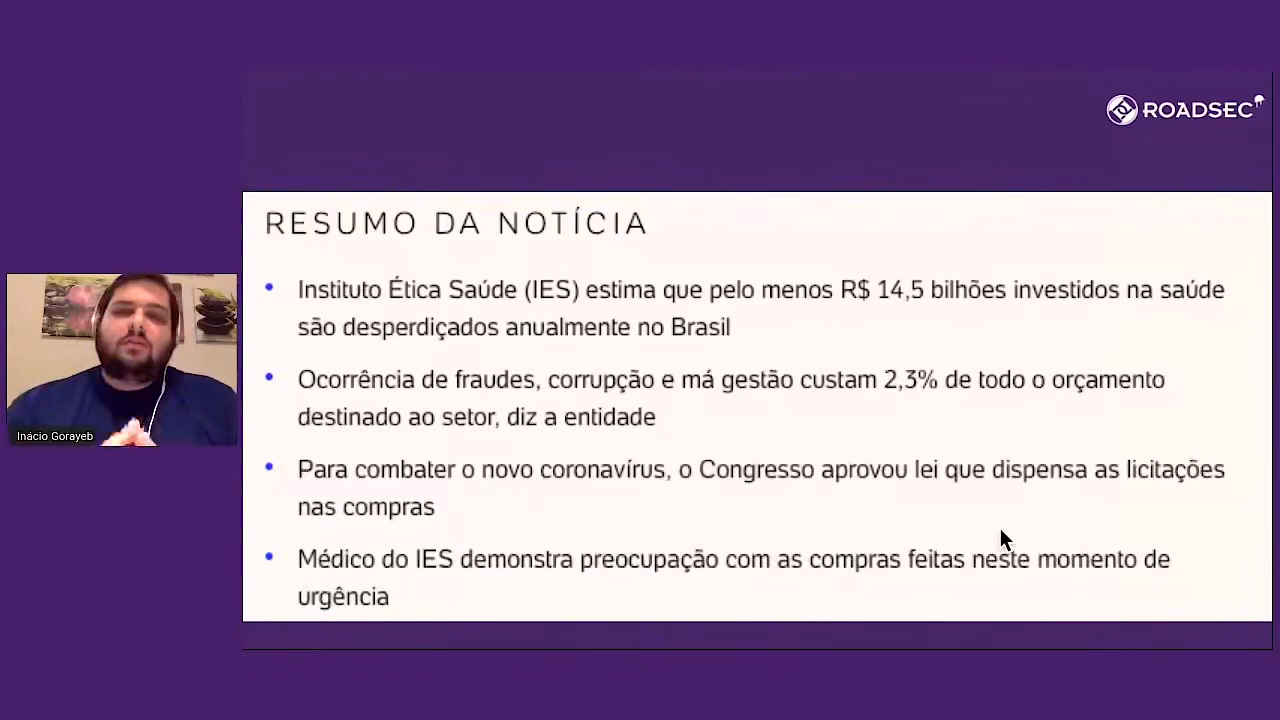 ROADSEC
RESUMO DA NOTÍCIA
• Instituto Ética Saúde (IES) estima que pelo menos R$ 14,5 bilhões investidos na saúde
são desperdiçados anualmente no Brasil
• Ocorrência de fraudes, corrupção e má gestão custam 2,3% de todo o orçamento
destinado ao setor, diz a entidade
• Para combater o novo coronavírus, o Congresso aprovou lei que dispensa as licitações
nas compras
• Médico do IES demonstra preocupação com as compras feitas neste momento de
urgência
Inácio Gorayeb